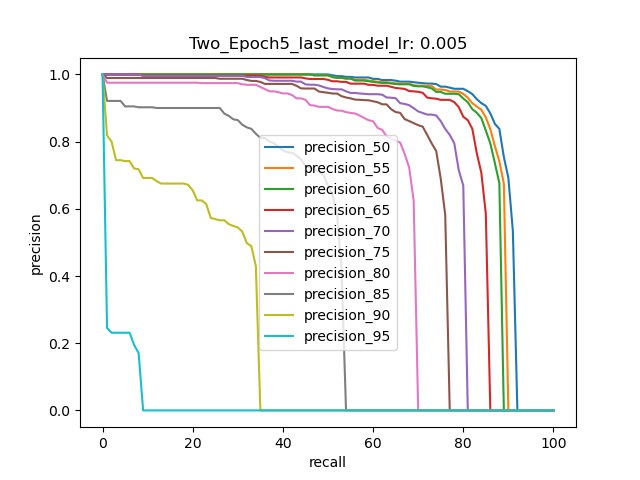 Two_Epoch5_last_model_lr: 0.005
1.0
0.8
0.6
0.4
0.2
0.0
precision
precision_50
precision_55
precision_60
precision_65
precision_70
precision_75
precision_80
precision_85
precision_90
precision_95
0 20 40 60 80 100
recall